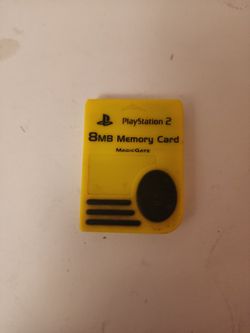 PlayStation 2
8MB Memory Card
MAGICGATE